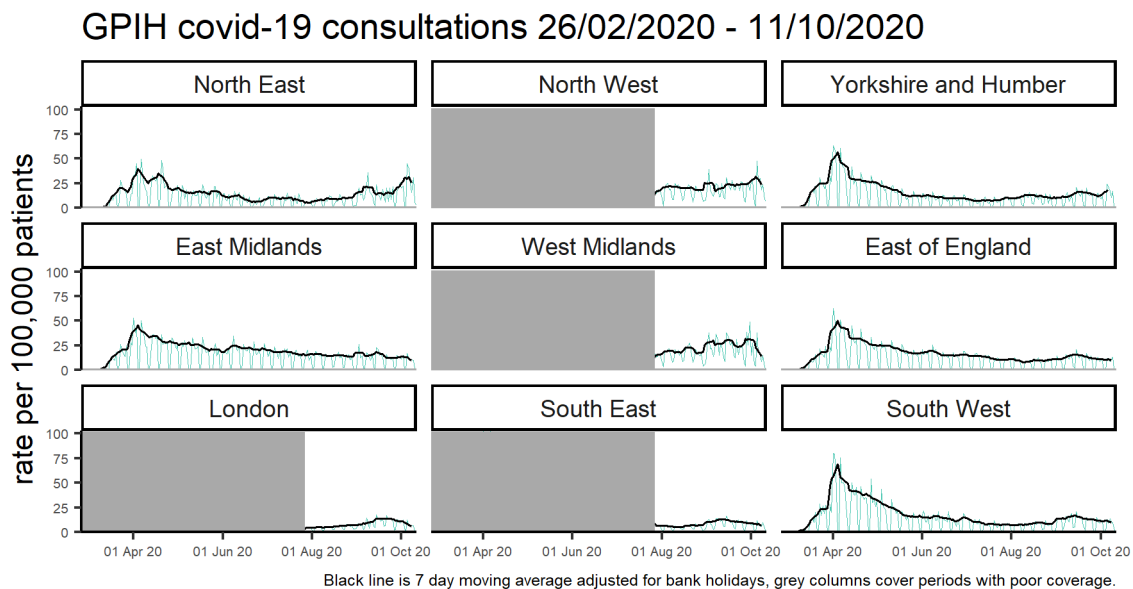 GPIH covid-19 consultations 26/02/2020 - 11/10/2020
rate per 100,000 patients
North East
North West
Yorkshire and Humber
100
75
50
25
0
East Midlands
West Midlands
East of England
100
75
50
25
0
London
South East
South West
100
75
50
25
0
01 Apr 20 01 Jun 20 01 Aug 20 01 Oct 20
01 Apr 20 01 Jun 20 01 Aug 20 01 Oct 20
01 Apr 20 01 Jun 20 01 Aug 20 01 Oct 20
Black line is 7 day moving average adjusted for bank holidays, grey columns cover periods with poor coverage.